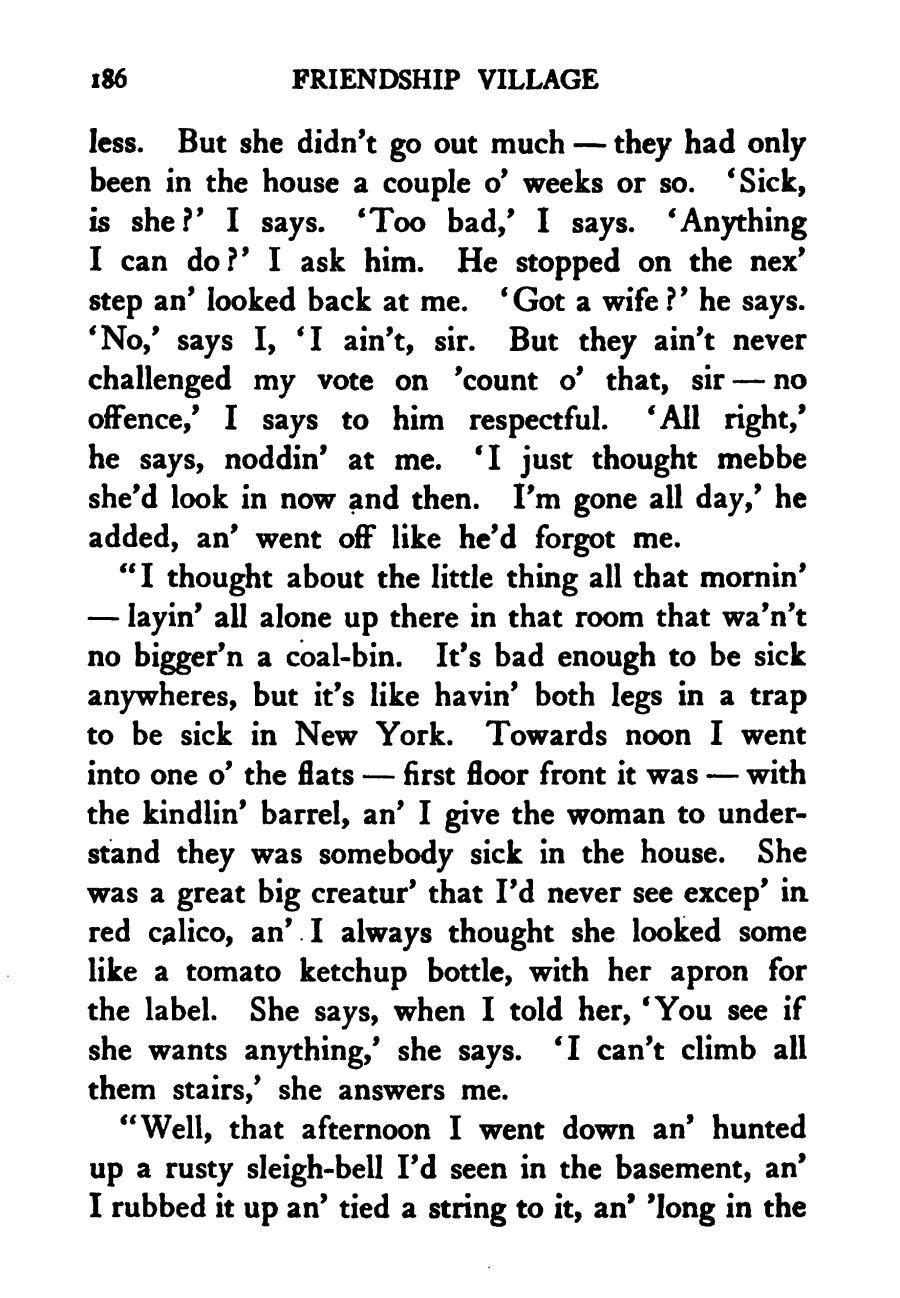 186 FRIENDSHIP VILLAGE
less. But she didn't go out much — they had only
been in the house a couple o' weeks or so. 'Sick,
is she?' I says. 'Too bad,' I says. 'Anything
I can do?' I ask him. He stopped on the nex'
step an' looked back at me. 'Got a wife?' he says.
'No,' says I, 'I ain't, sir. But they ain't never
challenged my vote on 'count o' that, sir — no
offence,' I says to him respectful. 'All right,'
he says, noddin' at me. 'I just thought mebbe
she'd look in now and then. I'm gone all day,' he
added, an' went off like he'd forgot me.
"I thought about the little thing all that mornin'
— layin' all alone up there in that room that wa'n't
no bigger'n a coal-bin. It's bad enough to be sick
anywheres, but it's like havin' both legs in a trap
to be sick in New York. Towards noon I went
into one o' the flats — first floor front it was — with
the kindlin' barrel, an' I give the woman to under-
stand they was somebody sick in the house. She
was a great big creatur' that I'd never see excep' in
red calico, an' I always thought she looked some
like a tomato ketchup bottle, with her apron for
the label. She says, when I told her, 'You see if
she wants anything,' she says. 'I can't climb all
them stairs,' she answers me.
"Well, that afternoon I went down an' hunted
up a rusty sleigh-bell I'd seen in the basement, an'
I rubbed it up an' tied a string to it, an' 'long in the